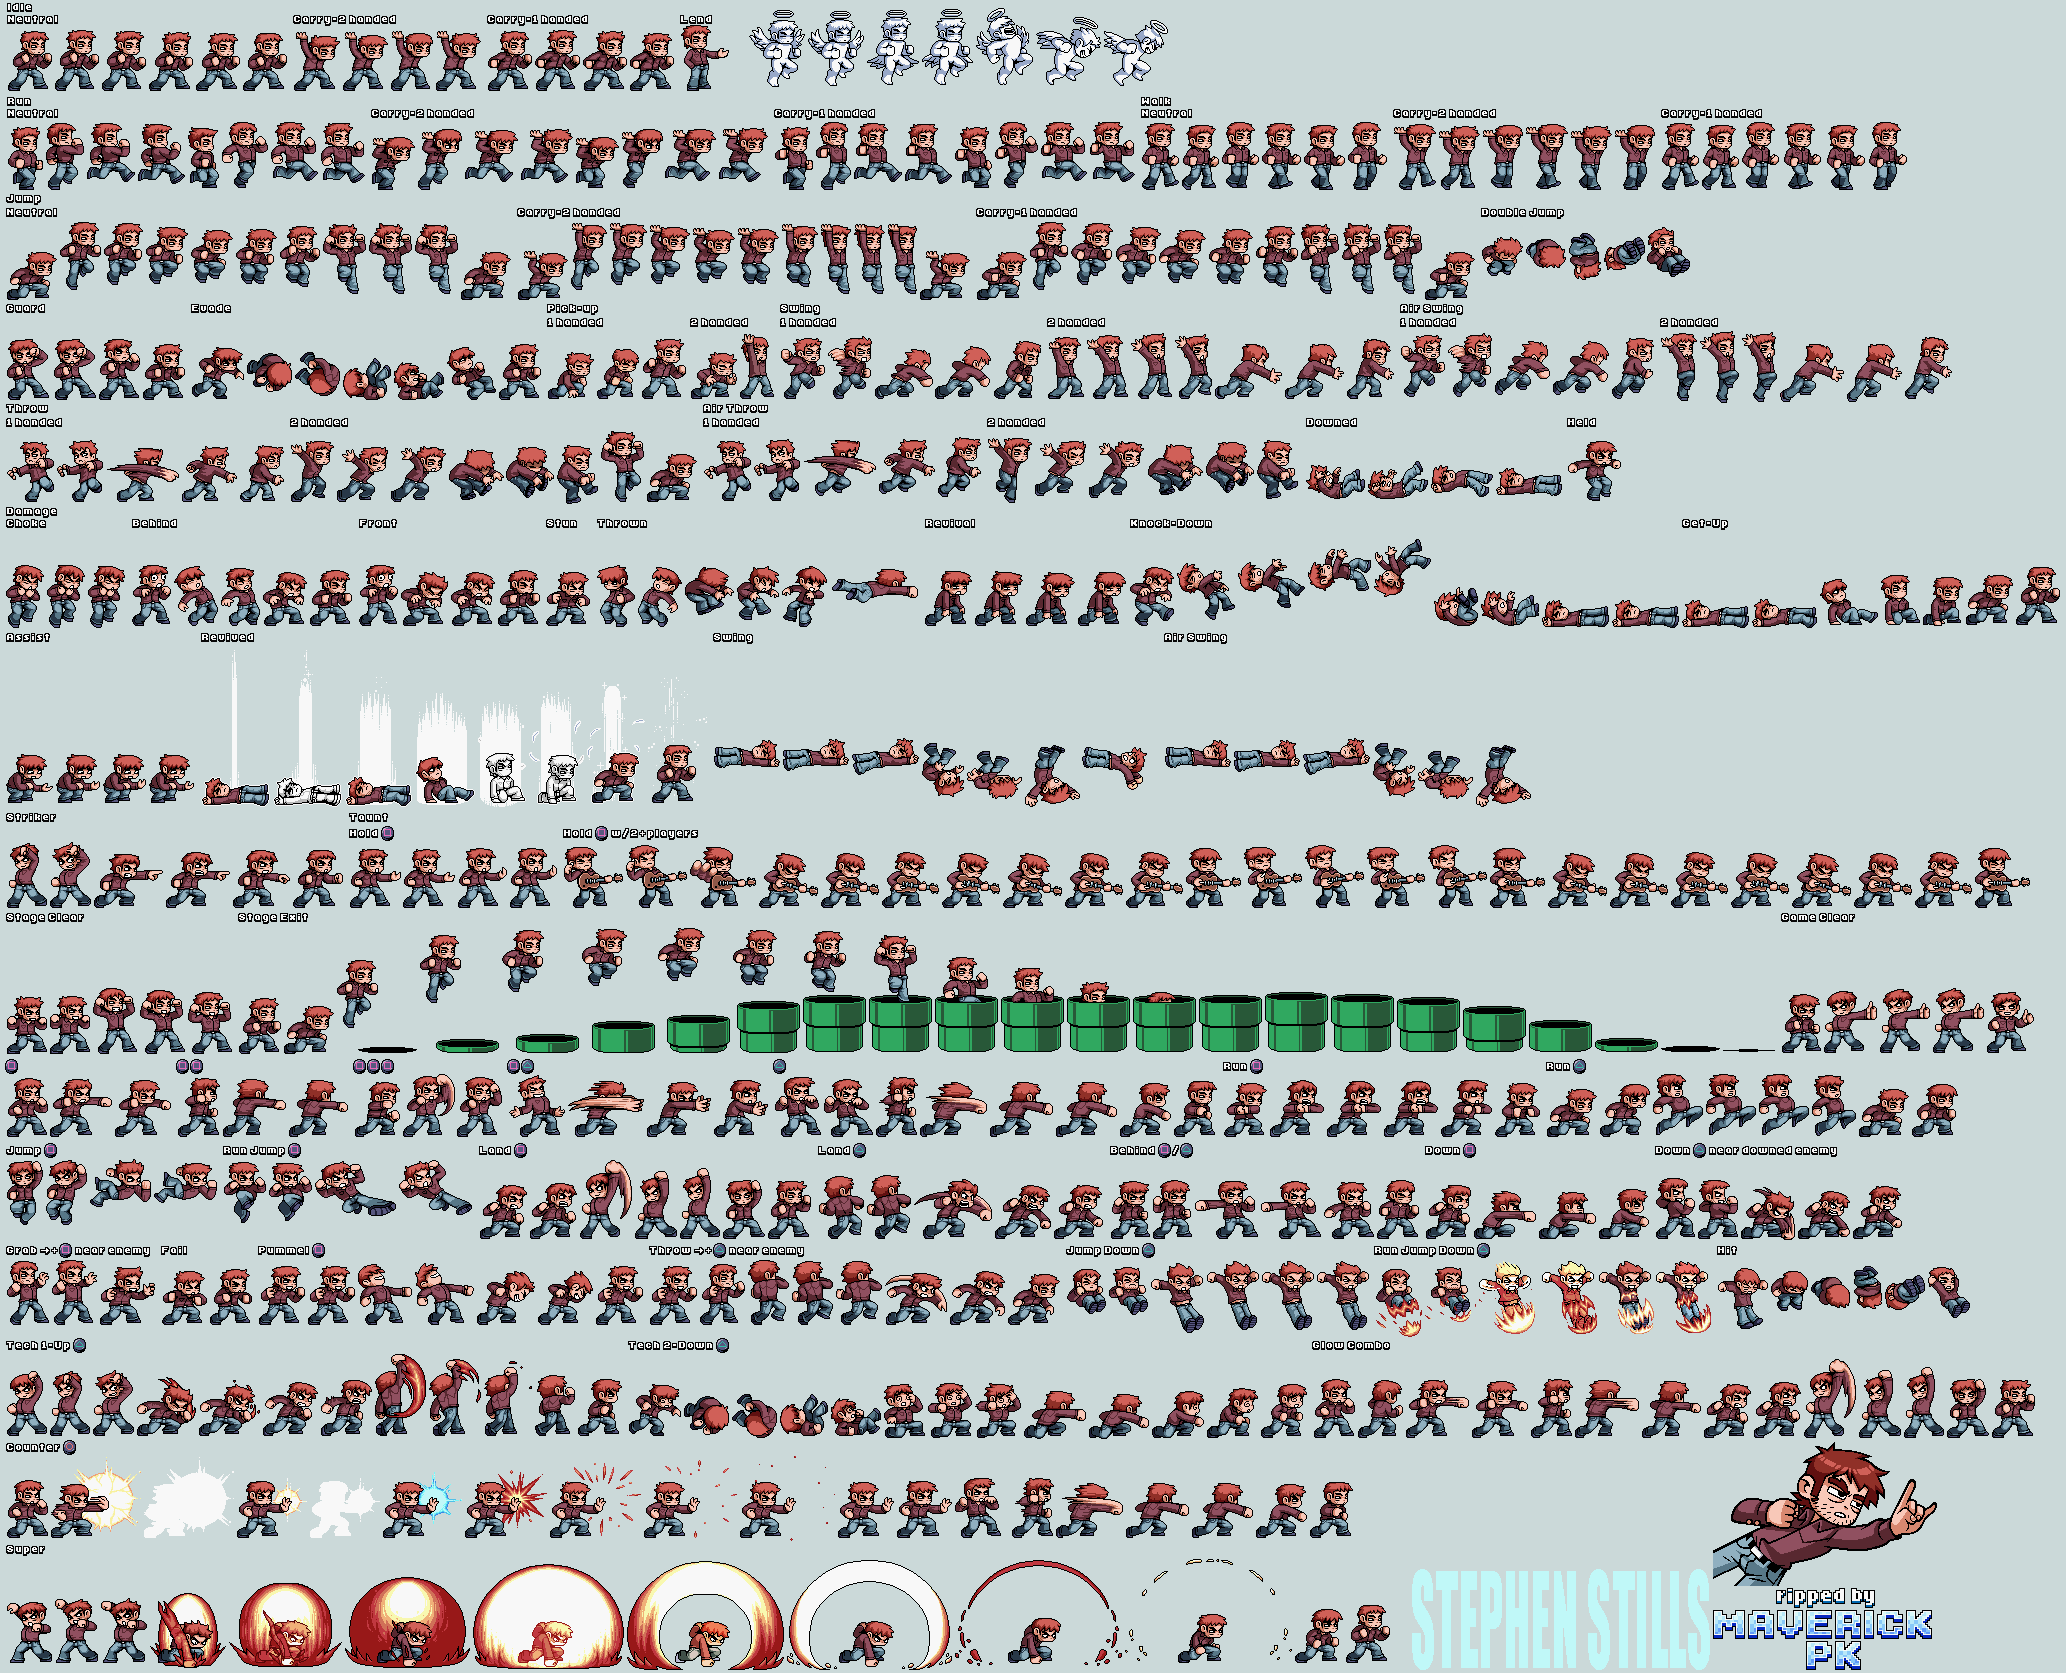 Idle
Neutral Carry-2 handed Carry-1 handed Lend
Run Walk
Neutral Carry-2 handed Carry-1 handed Neutral Carry-2 handed Carry-1 handed
Jump
Neutral Carry-2 handed Carry-1 handed Double Jump
Guard Evade Pick-up Swing Air Swing
1 handed 2 handed 1 handed 2 handed 1 handed 2 handed
Throw Air Throw
1 handed 2 handed 1 handed 2 handed Downed Held
Damage
Choke Behind Front Stun Thrown Revival Knock-Down Get-Up
Assist Revived Swing Air Swing
Striker Taunt
Hold Hold w/2+players
Stage Clear Stage Exit Game Clear
Run Run
Jump Run Jump Land Land Behind / Down Down near downed enemy
Grab →+ near enemy Fail Pummel Throw →+ near enemy Jump Down Run Jump Down Hit
Tech 1-Up Tech 2-Down Glow Combo
Counter
Super
STEPHEN STILLS
ripped by
MAVERICK
PK